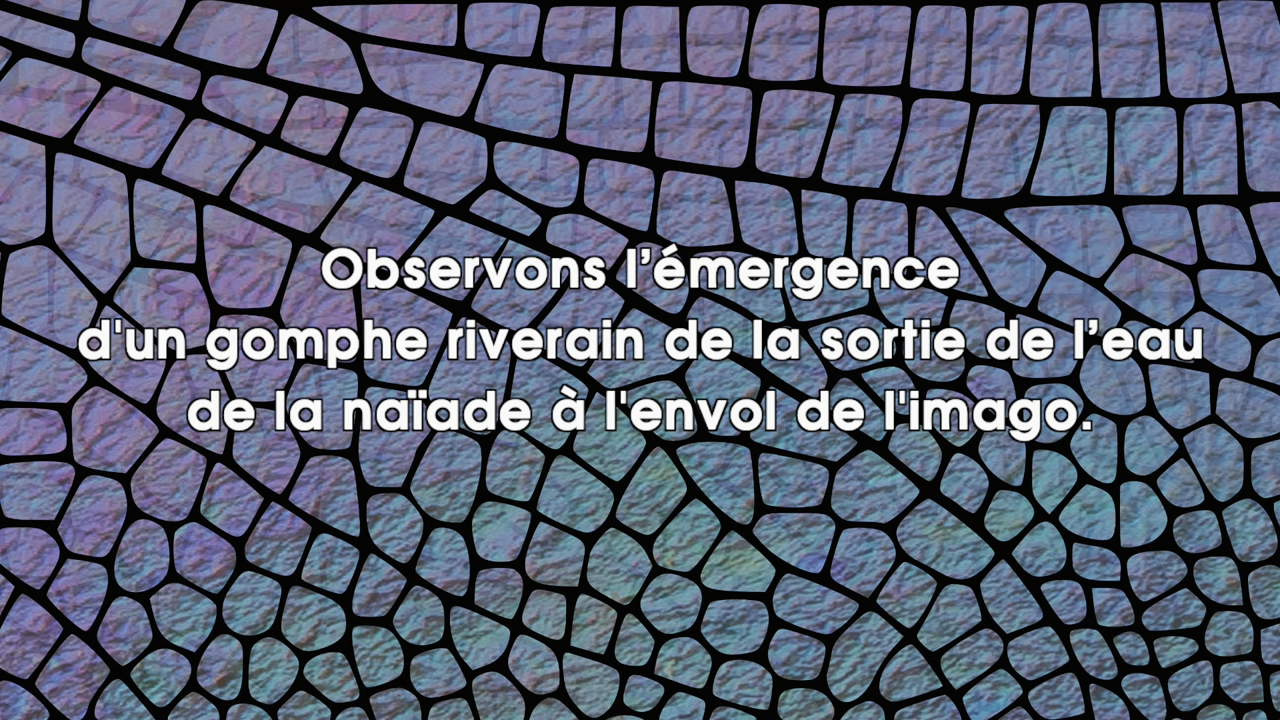 Observons l’émergence
d'un gomphe riverain de la sortie de l’eau
de la naïade à l'envol de l'imago.